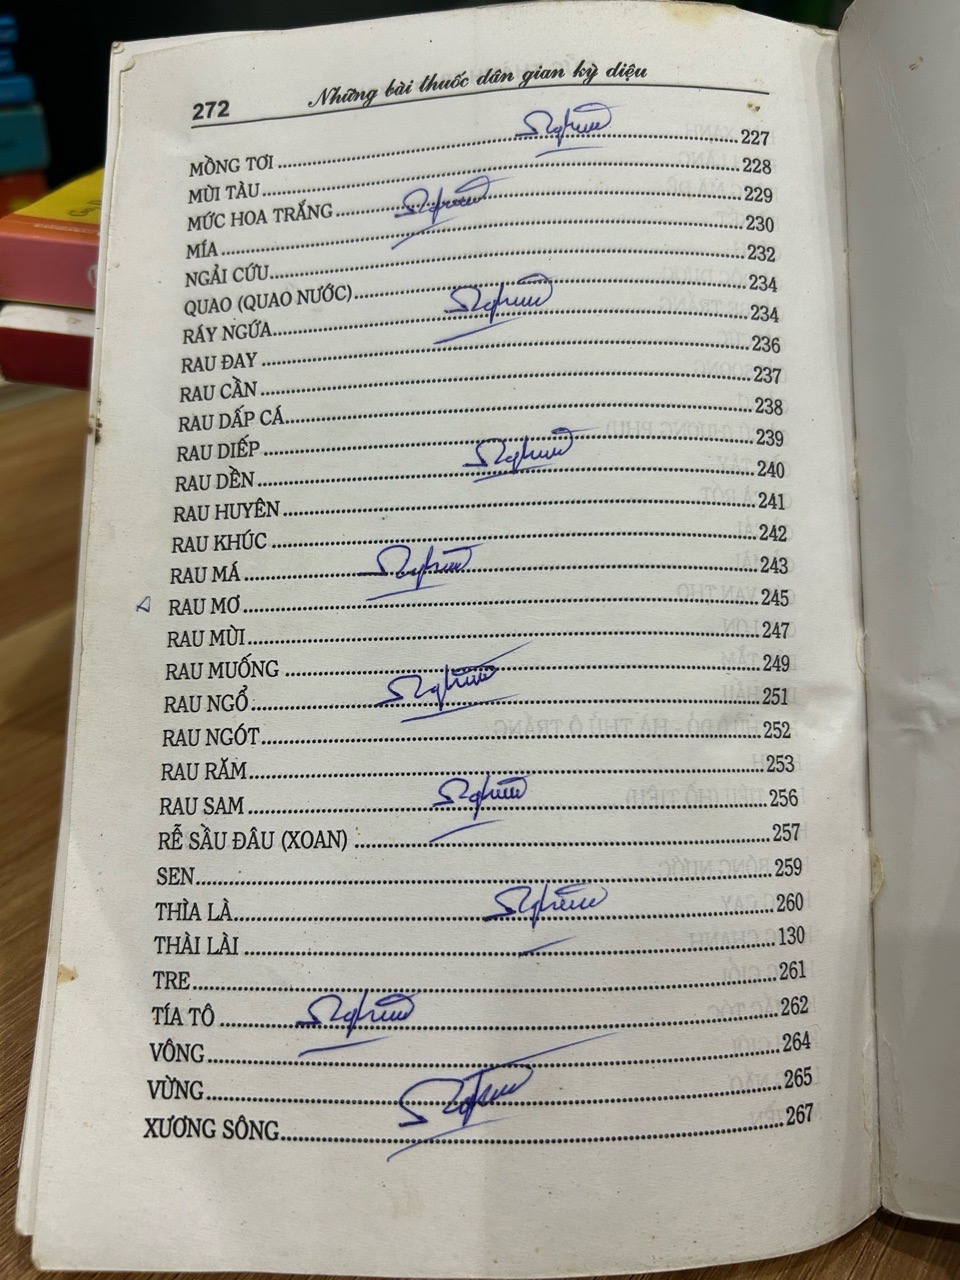 272 Những bài thuốc dân gian kỳ diệu
MỒNG TƠI ........ 227
MÙI TÀU ........ 228
MỨC HOA TRẮNG ........ 229
MÍA ........ 230
NGẢI CỨU ........ 232
QUAO (QUAO NƯỚC) ........ 234
RÁY NGỨA ........ 234
RAU ĐAY ........ 236
RAU CẦN ........ 237
RAU DẤP CÁ ........ 238
RAU DIẾP ........ 239
RAU DỀN ........ 240
RAU HUYÊN ........ 241
RAU KHÚC ........ 242
RAU MÁ ........ 243
RAU MƠ ........ 245
RAU MÙI ........ 247
RAU MUỐNG ........ 249
RAU NGỔ ........ 251
RAU NGÓT ........ 252
RAU RĂM ........ 253
RAU SAM ........ 256
RỄ SẦU ĐÂU (XOAN) ........ 257
SEN ........ 259
THÌA LÀ ........ 260
THÀI LÀI ........ 130
TRE ........ 261
TÍA TÔ ........ 262
VÔNG ........ 264
VỪNG ........ 265
XƯƠNG SÔNG ........ 267